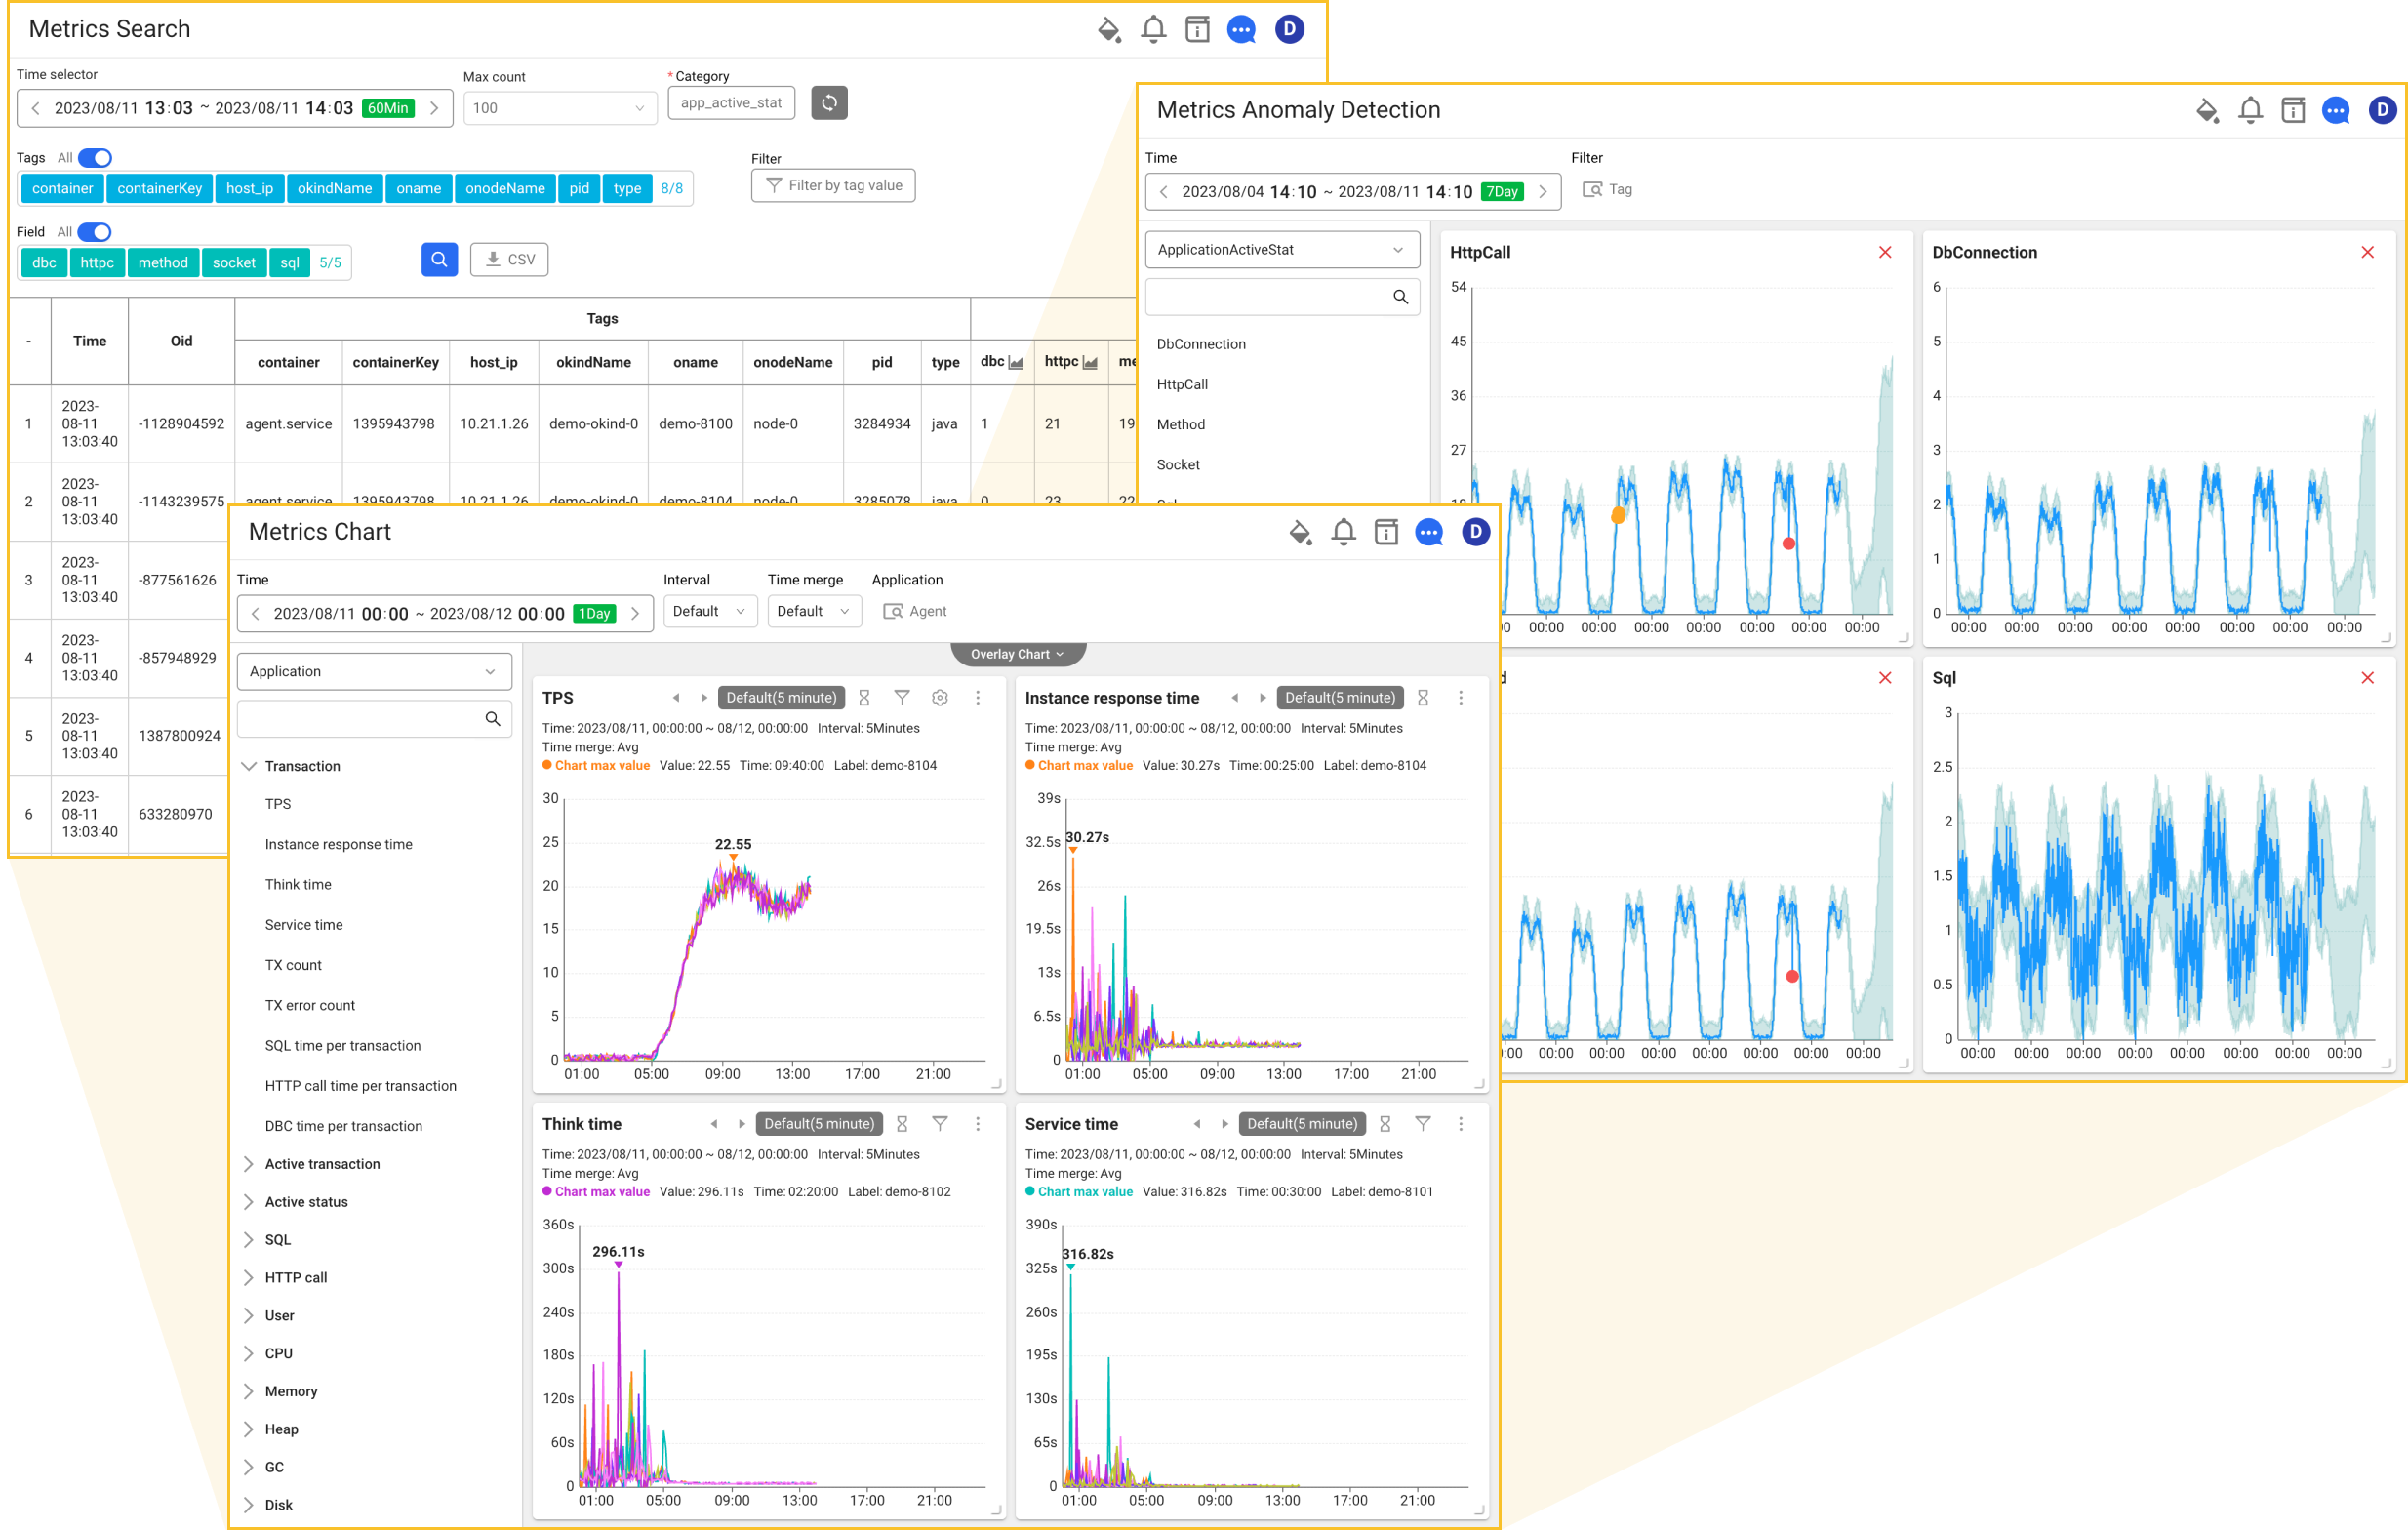 Metrics Search
D
Time selector
Max count
* Category
2023/08/11 13:03 ~ 2023/08/11 14:03 60Min
100
app_active_stat
Tags All
Filter
container containerKey host_ip okindName oname onodeName pid type 8/8
Filter by tag value
Field All
dbc httpc method socket sql 5/5
CSV
- Time Oid Tags
container containerKey host_ip okindName oname onodeName pid type dbc httpc
1 2023-08-11 13:03:40 -1128904592 agent.service 1395943798 10.21.1.26 demo-okind-0 demo-8100 node-0 3284934 java 1 21 19
2 2023-08-11 13:03:40 -1143239575 agent.service 1395943798 10.21.1.26 demo-okind-0 demo-8104 node-0 3285078 java 0 23 22
3 2023-08-11 13:03:40 -877561626
4 2023-08-11 13:03:40 -857948929
5 2023-08-11 13:03:40 1387800924
6 2023-08-11 13:03:40 633280970
Metrics Anomaly Detection
D
Time
Filter
2023/08/04 14:10 ~ 2023/08/11 14:10 7Day
Tag
ApplicationActiveStat
DbConnection
HttpCall
Method
Socket
HttpCall
54
45
36
27
00:00 00:00 00:00 00:00 00:00 00:00 00:00
DbConnection
6
5
4
3
2
1
0
00:00 00:00 00:00 00:00 00:00 00:00 00:00 00:00
d
00:00 00:00 00:00 00:00 00:00 00:00 00:00
Sql
3
2.5
2
1.5
1
0.5
0
00:00 00:00 00:00 00:00 00:00 00:00 00:00 00:00
Metrics Chart
D
Time
Interval
Time merge
Application
2023/08/11 00:00 ~ 2023/08/12 00:00 1Day
Default
Default
Agent
Overlay Chart
Application
Transaction
TPS
Instance response time
Think time
Service time
TX count
TX error count
SQL time per transaction
HTTP call time per transaction
DBC time per transaction
Active transaction
Active status
SQL
HTTP call
User
CPU
Memory
Heap
GC
Disk
TPS Default(5 minute)
Time: 2023/08/11, 00:00:00 ~ 08/12, 00:00:00 Interval: 5Minutes
Time merge: Avg
Chart max value Value: 22.55 Time: 09:40:00 Label: demo-8104
30
25
20
15
10
5
0
22.55
01:00 05:00 09:00 13:00 17:00 21:00
Instance response time Default(5 minute)
Time: 2023/08/11, 00:00:00 ~ 08/12, 00:00:00 Interval: 5Minutes
Time merge: Avg
Chart max value Value: 30.27s Time: 00:25:00 Label: demo-8104
39s
32.5s
26s
19.5s
13s
6.5s
0
30.27s
01:00 05:00 09:00 13:00 17:00 21:00
Think time Default(5 minute)
Time: 2023/08/11, 00:00:00 ~ 08/12, 00:00:00 Interval: 5Minutes
Time merge: Avg
Chart max value Value: 296.11s Time: 02:20:00 Label: demo-8102
360s
300s
240s
180s
120s
60s
0
296.11s
01:00 05:00 09:00 13:00 17:00 21:00
Service time Default(5 minute)
Time: 2023/08/11, 00:00:00 ~ 08/12, 00:00:00 Interval: 5Minutes
Time merge: Avg
Chart max value Value: 316.82s Time: 00:30:00 Label: demo-8101
390s
325s
260s
195s
130s
65s
0
316.82s
01:00 05:00 09:00 13:00 17:00 21:00